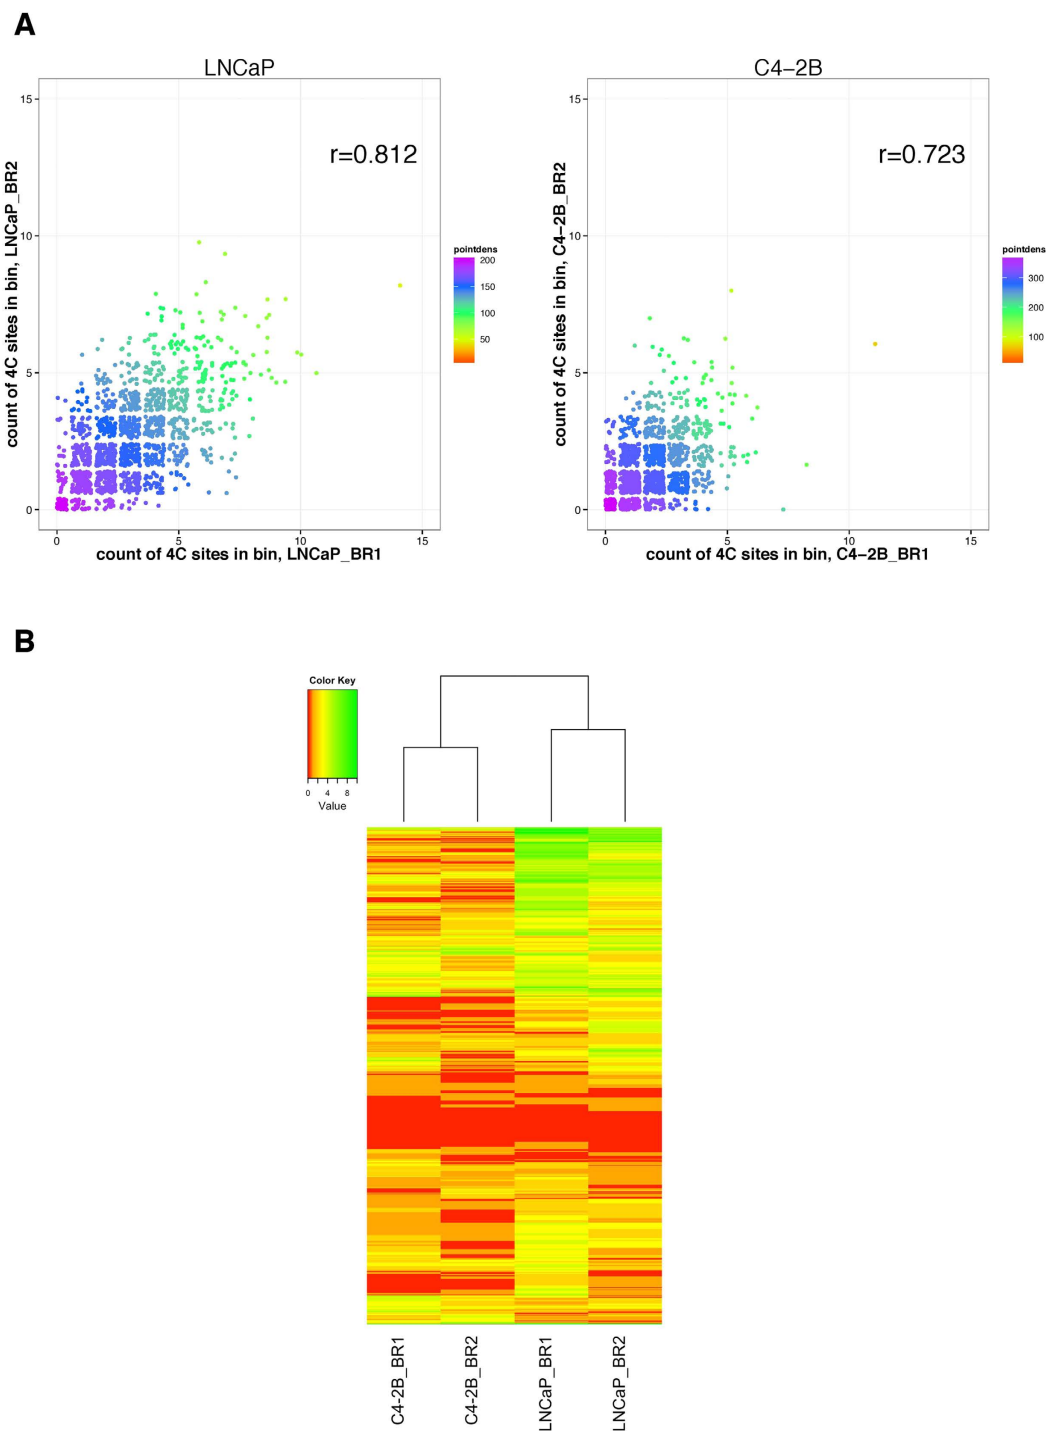 A
LNCaP
C4−2B
15
10
5
0
count of 4C sites in bin, LNCaP_BR2
r=0.812
pointdens
200
150
100
50
0
5
10
15
count of 4C sites in bin, LNCaP_BR1
15
10
5
0
count of 4C sites in bin, C4−2B_BR2
r=0.723
pointdens
300
200
100
0
5
10
15
count of 4C sites in bin, C4−2B_BR1
B
Color Key
0 4 8
Value
C4-2B_BR1
C4-2B_BR2
LNCaP_BR1
LNCaP_BR2